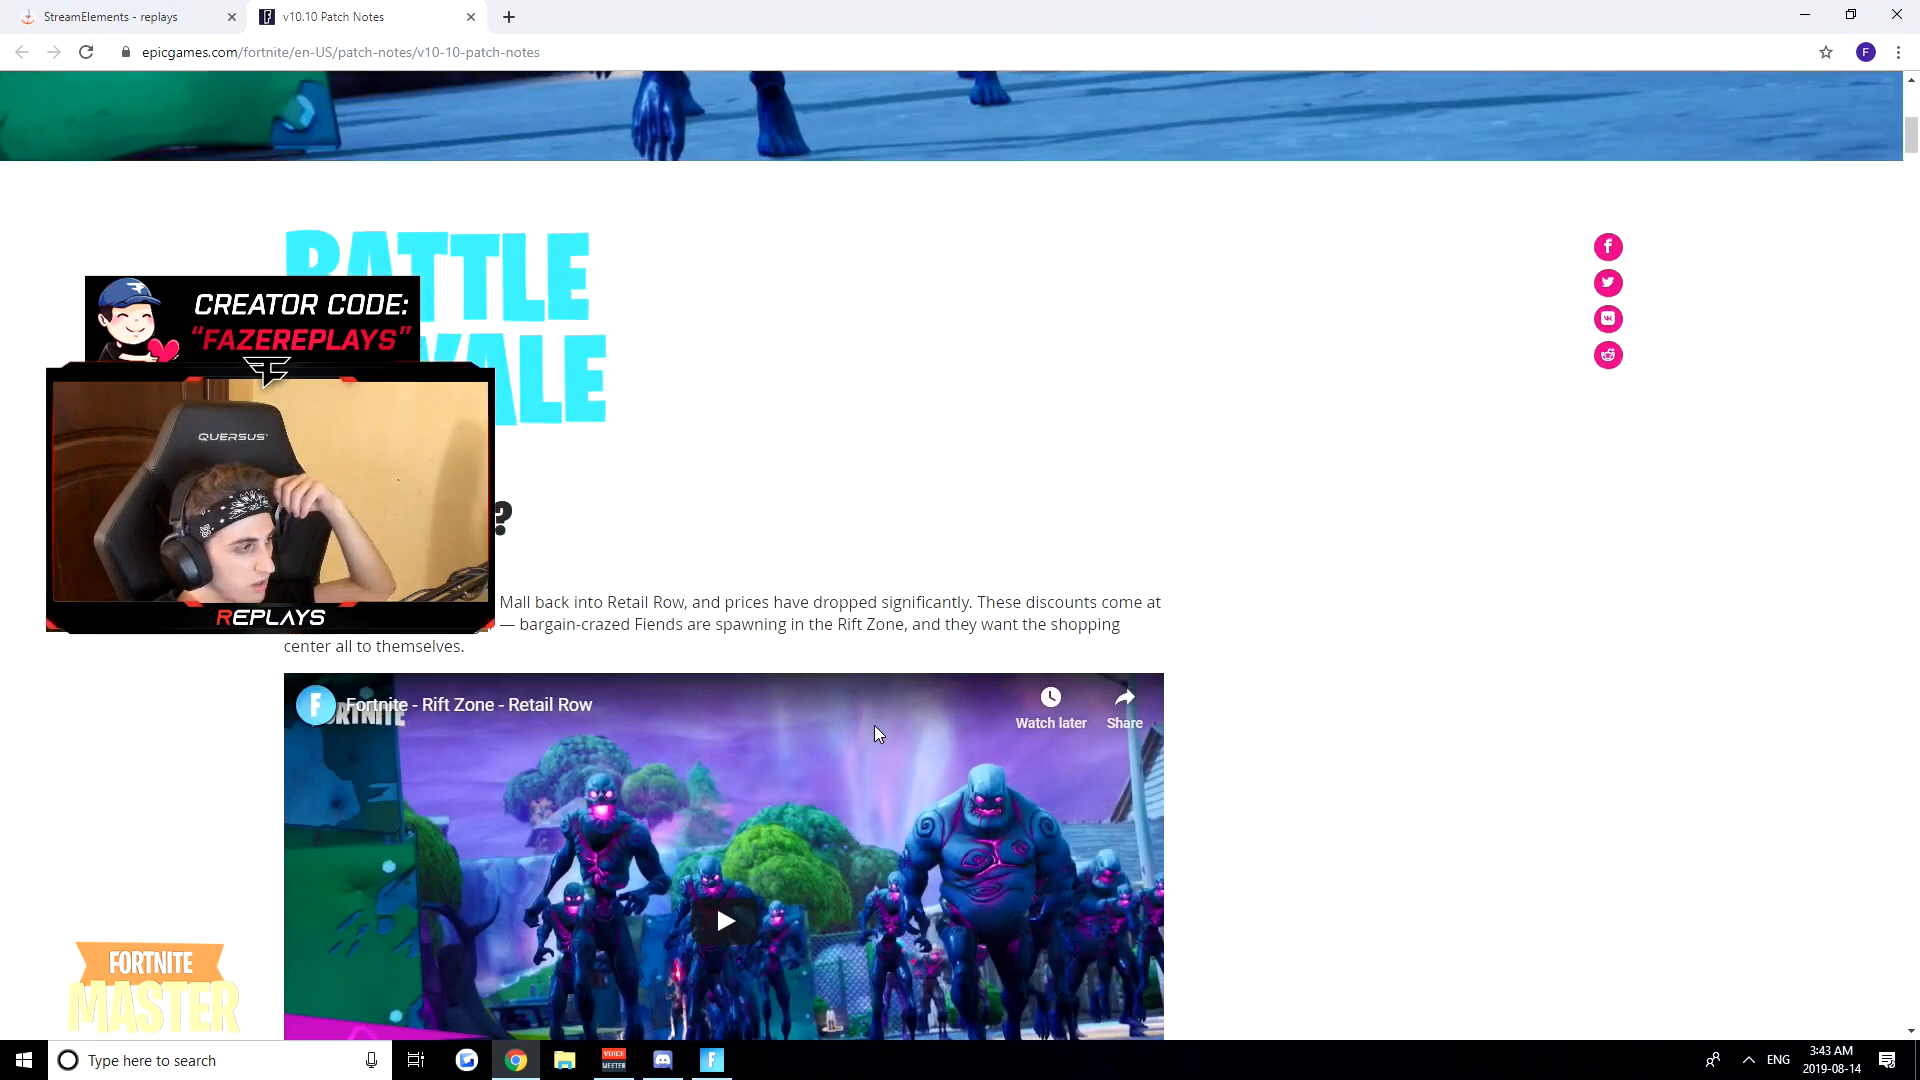 StreamElements - replays
v10.10 Patch Notes
epicgames.com/fortnite/en-US/patch-notes/v10-10-patch-notes
F
BATTLE
CREATOR CODE:
"FAZEREPLAYS"
QUERSUS
REPLAYS
?
Mall back into Retail Row, and prices have dropped significantly. These discounts come at
— bargain-crazed Fiends are spawning in the Rift Zone, and they want the shopping
center all to themselves.
Fortnite - Rift Zone - Retail Row
Watch later
Share
FORTNITE
MASTER
Type here to search
VOICE
MEETER
ENG
3:43 AM
2019-08-14